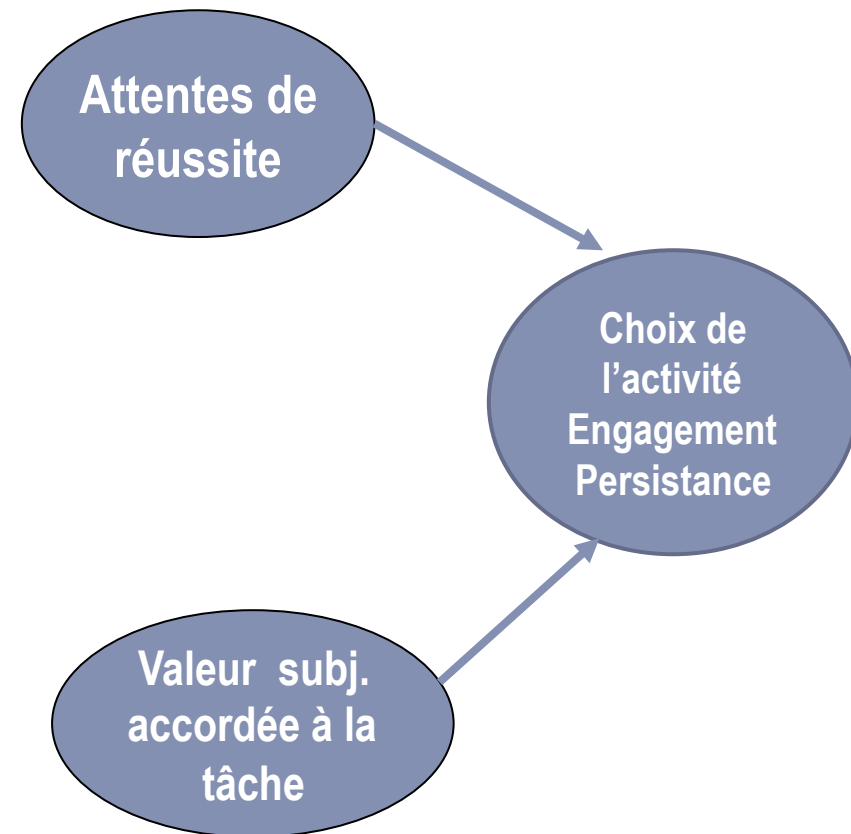 Attentes de
réussite
Choix de
l’activité
Engagement
Persistance
Valeur subj.
accordée à la
tâche